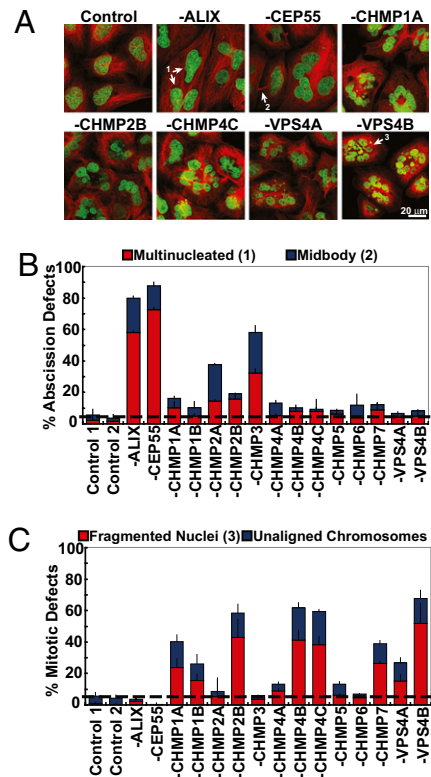 A
Control
-ALIX
-CEP55
-CHMP1A
1
2
-CHMP2B
-CHMP4C
-VPS4A
-VPS4B
3
20 µm
B
Multinucleated (1)
Midbody (2)
% Abscission Defects
100
80
60
40
20
0
Control 1
Control 2
-ALIX
-CEP55
-CHMP1A
-CHMP1B
-CHMP2A
-CHMP2B
-CHMP3
-CHMP4A
-CHMP4B
-CHMP4C
-CHMP5
-CHMP6
-CHMP7
-VPS4A
-VPS4B
C
Fragmented Nuclei (3)
Unaligned Chromosomes
% Mitotic Defects
100
80
60
40
20
0
Control 1
Control 2
-ALIX
-CEP55
-CHMP1A
-CHMP1B
-CHMP2A
-CHMP2B
-CHMP3
-CHMP4A
-CHMP4B
-CHMP4C
-CHMP5
-CHMP6
-CHMP7
-VPS4A
-VPS4B